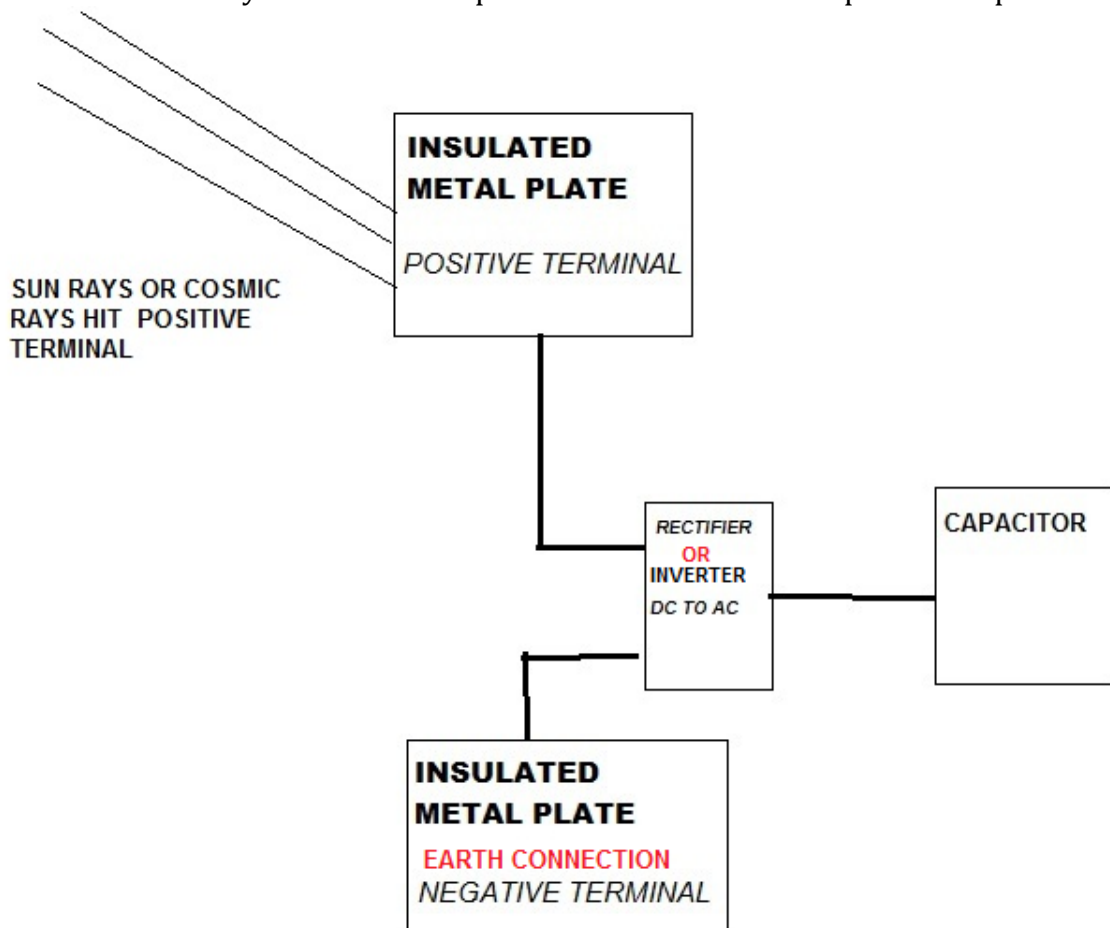 INSULATED
METAL PLATE
POSITIVE TERMINAL
SUN RAYS OR COSMIC
RAYS HIT POSITIVE
TERMINAL
RECTIFIER
OR
INVERTER
DC TO AC
CAPACITOR
INSULATED
METAL PLATE
EARTH CONNECTION
NEGATIVE TERMINAL